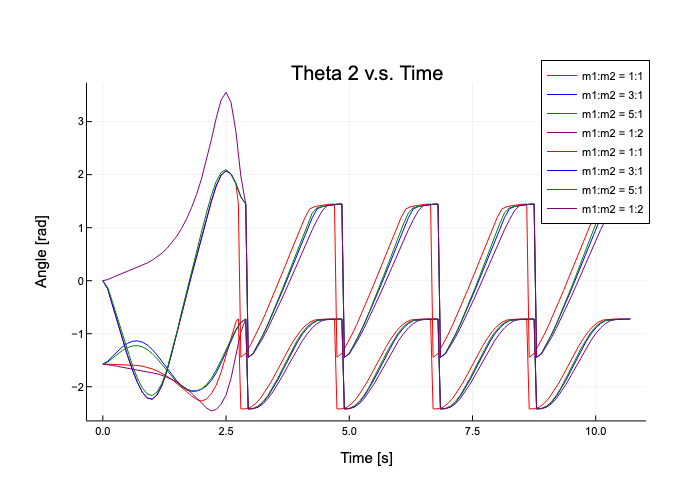 Theta 2 v.s. Time
m1:m2 = 1:1
m1:m2 = 3:1
m1:m2 = 5:1
m1:m2 = 1:2
m1:m2 = 1:1
m1:m2 = 3:1
m1:m2 = 5:1
m1:m2 = 1:2
Angle [rad]
3
2
1
0
−1
−2
0.0
2.5
5.0
7.5
10.0
Time [s]